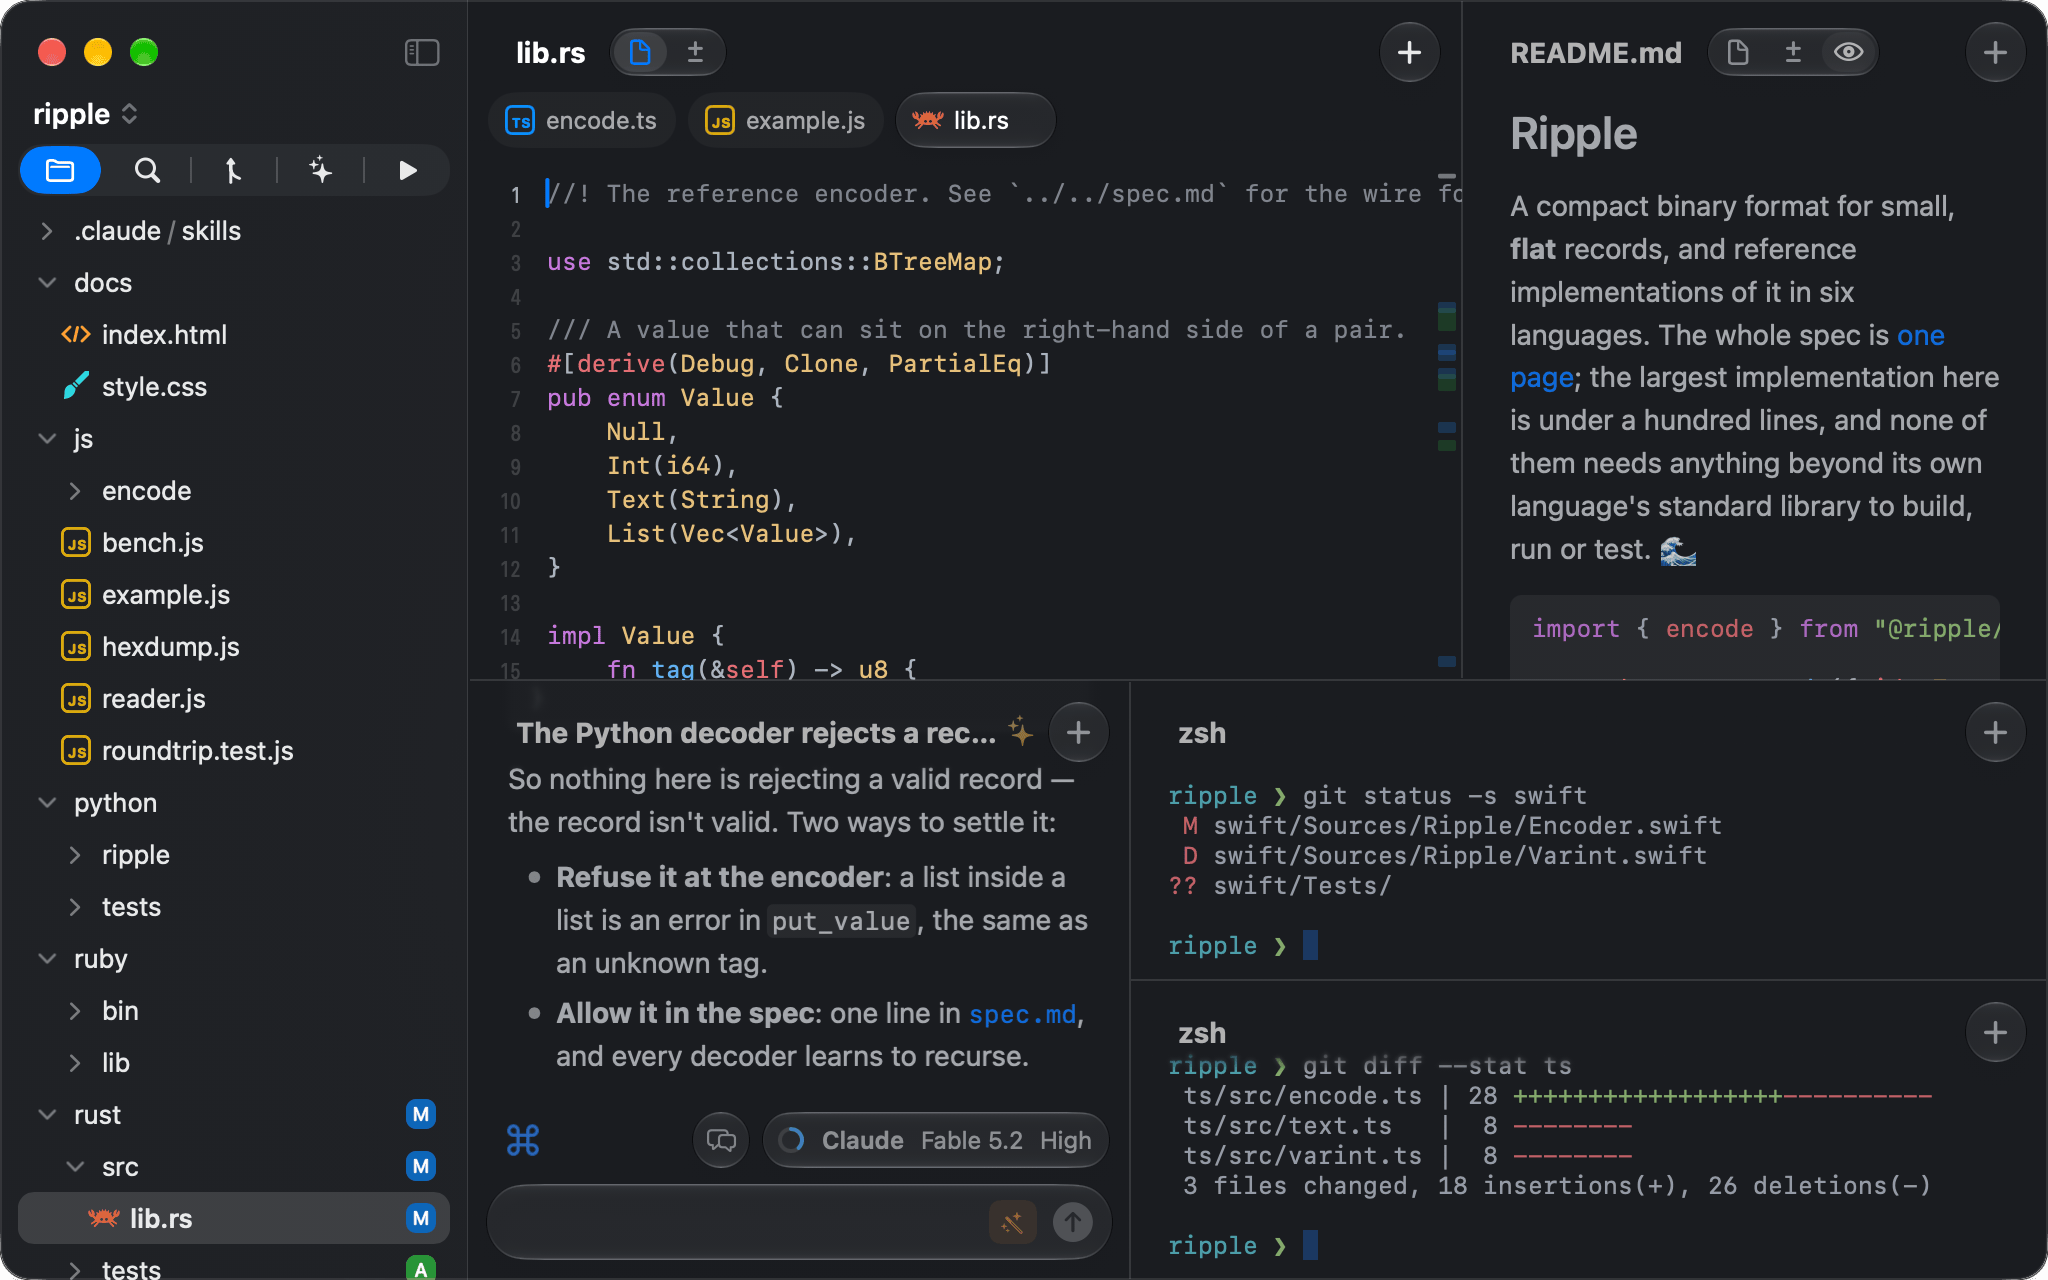 ripple
.claude / skills
docs
index.html
style.css
js
encode
JS bench.js
JS example.js
JS hexdump.js
JS reader.js
JS roundtrip.test.js
python
ripple
tests
ruby
bin
lib
rust M
src M
lib.rs M
tests A
lib.rs
TS encode.ts
JS example.js
lib.rs
1 //! The reference encoder. See `../../spec.md` for the wire fo
2
3 use std::collections::BTreeMap;
4
5 /// A value that can sit on the right-hand side of a pair.
6 #[derive(Debug, Clone, PartialEq)]
7 pub enum Value {
8 Null,
9 Int(i64),
10 Text(String),
11 List(Vec<Value>),
12 }
13
14 impl Value {
15 fn tag(&self) -> u8 {
README.md
Ripple
A compact binary format for small,
flat records, and reference
implementations of it in six
languages. The whole spec is one
page; the largest implementation here
is under a hundred lines, and none of
them needs anything beyond its own
language's standard library to build,
run or test. 🌊
import { encode } from "@ripple/
The Python decoder rejects a rec...
So nothing here is rejecting a valid record —
the record isn't valid. Two ways to settle it:
• Refuse it at the encoder: a list inside a
list is an error in put_value, the same as
an unknown tag.
• Allow it in the spec: one line in spec.md,
and every decoder learns to recurse.
Claude Fable 5.2 High
zsh
ripple ❯ git status -s swift
M swift/Sources/Ripple/Encoder.swift
D swift/Sources/Ripple/Varint.swift
?? swift/Tests/
ripple ❯
zsh
ripple ❯ git diff --stat ts
ts/src/encode.ts | 28 ++++++++++++++++++----------
ts/src/text.ts | 8 --------
ts/src/varint.ts | 8 --------
3 files changed, 18 insertions(+), 26 deletions(-)
ripple ❯